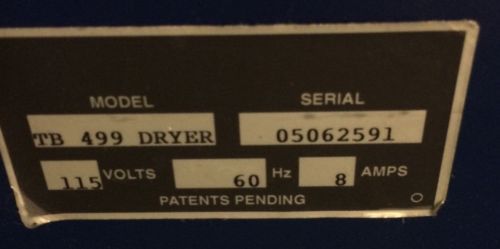 MODEL SERIAL
TB 499 DRYER 05062591
115 VOLTS 60 Hz 8 AMPS
PATENTS PENDING